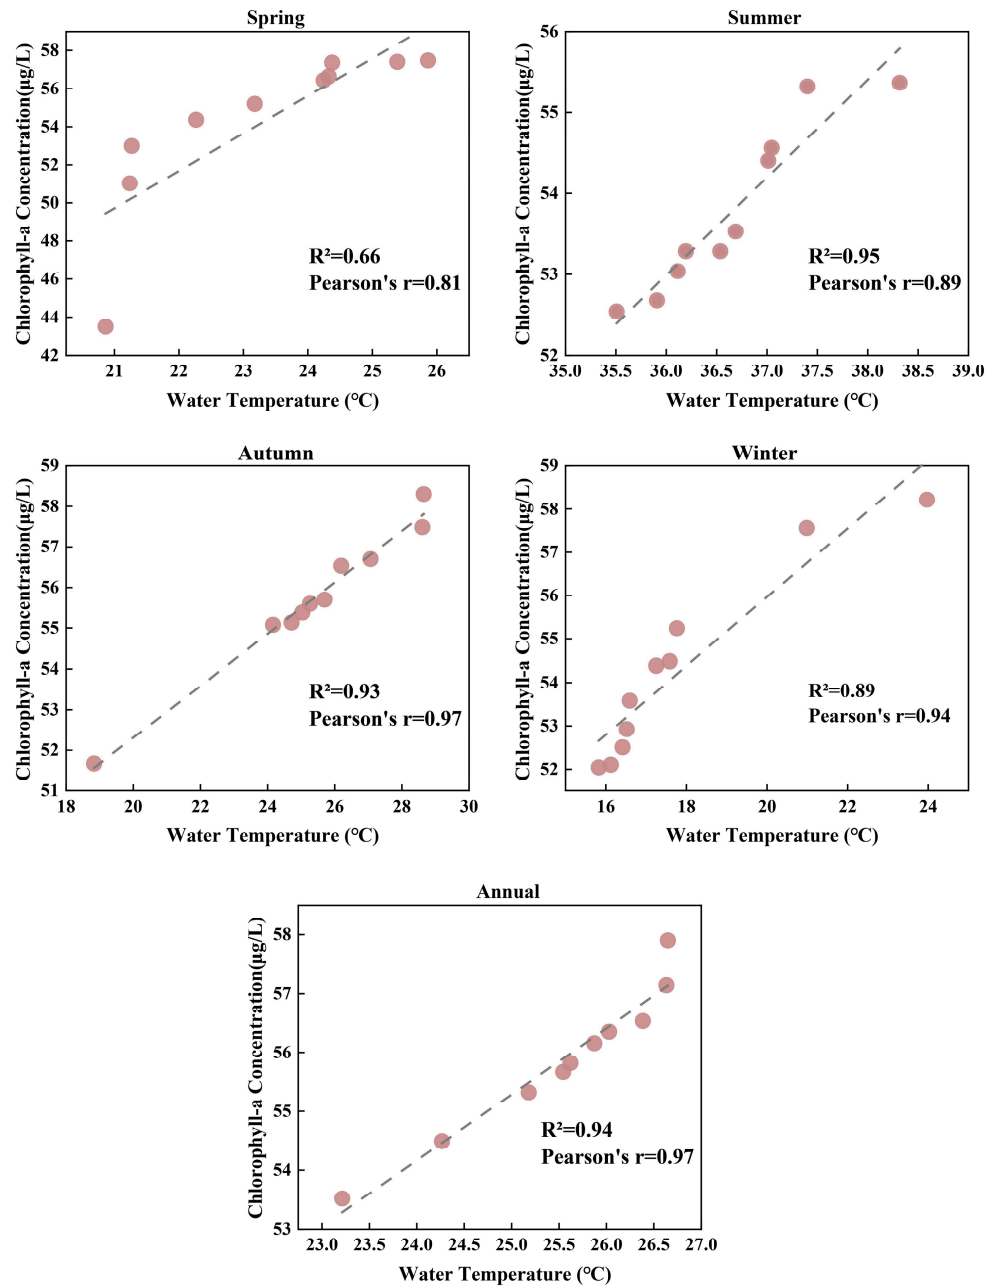 Spring
Chlorophyll-a Concentration(μg/L)
58
56
54
52
50
48
46
44
42
R²=0.66
Pearson's r=0.81
21 22 23 24 25 26
Water Temperature (℃)
Summer
Chlorophyll-a Concentration(μg/L)
56
55
54
53
52
R²=0.95
Pearson's r=0.89
35.0 35.5 36.0 36.5 37.0 37.5 38.0 38.5 39.0
Water Temperature (℃)
Autumn
Chlorophyll-a Concentration(μg/L)
59
58
57
56
55
54
53
52
51
R²=0.93
Pearson's r=0.97
18 20 22 24 26 28 30
Water Temperature (℃)
Winter
Chlorophyll-a Concentration(μg/L)
59
58
57
56
55
54
53
52
R²=0.89
Pearson's r=0.94
16 18 20 22 24
Water Temperature (℃)
Annual
Chlorophyll-a Concentration(μg/L)
58
57
56
55
54
53
R²=0.94
Pearson's r=0.97
23.0 23.5 24.0 24.5 25.0 25.5 26.0 26.5 27.0
Water Temperature (℃)